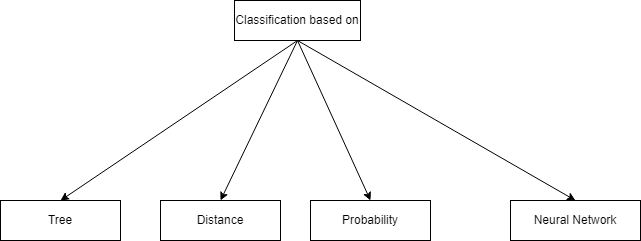 Classification based on
Tree
Distance
Probability
Neural Network